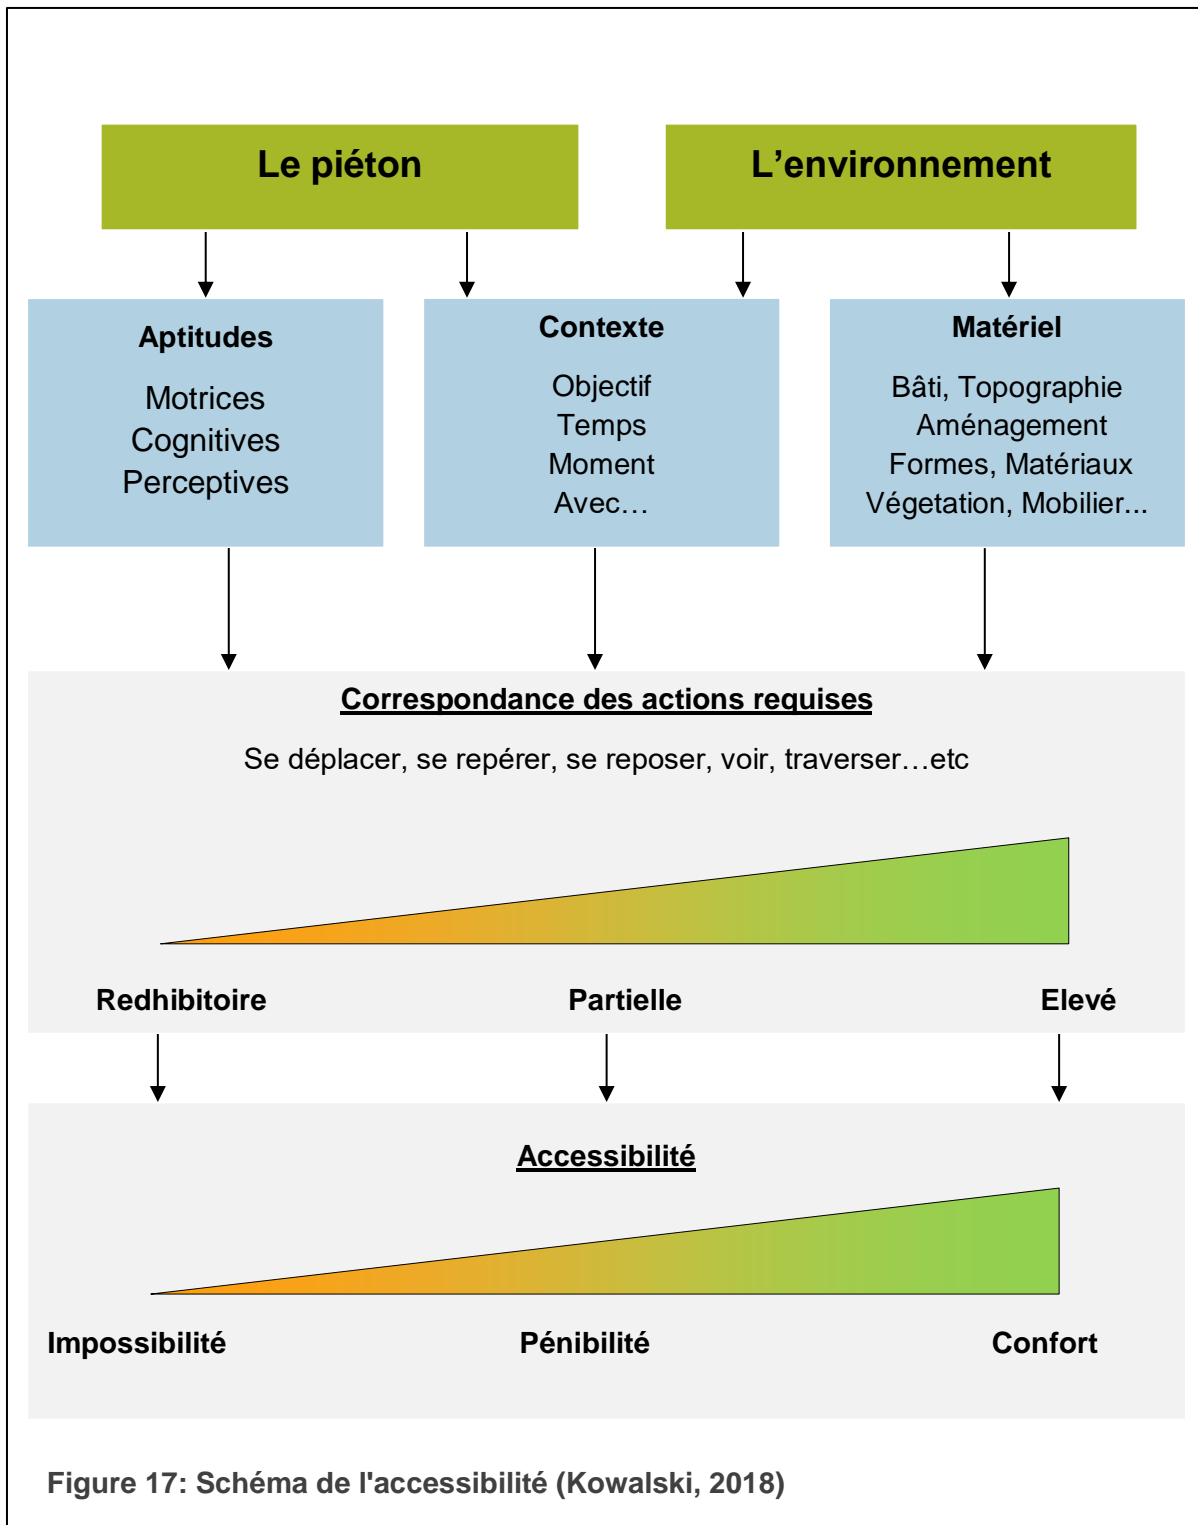 Le piéton
L’environnement
Aptitudes
Motrices
Cognitives
Perceptives
Contexte
Objectif
Temps
Moment
Avec…
Matériel
Bâti, Topographie
Aménagement
Formes, Matériaux
Végetation, Mobilier...
Correspondance des actions requises
Se déplacer, se repérer, se reposer, voir, traverser…etc
Redhibitoire
Partielle
Elevé
Accessibilité
Impossibilité
Pénibilité
Confort
Figure 17: Schéma de l'accessibilité (Kowalski, 2018)